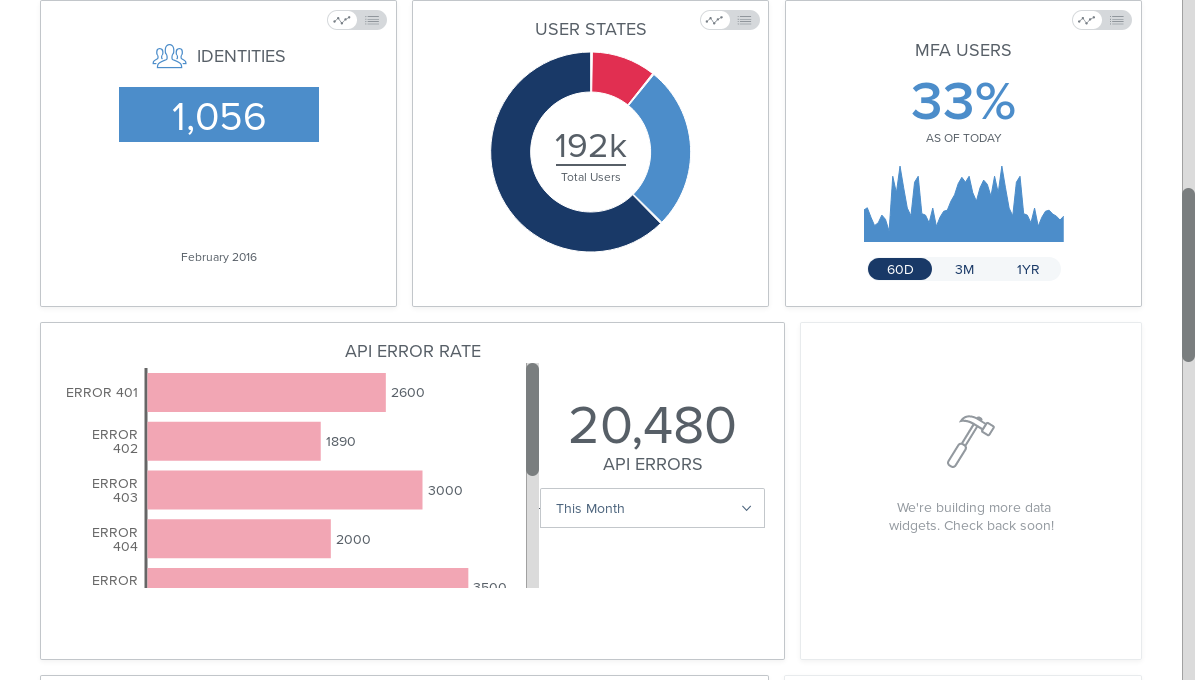 IDENTITIES
1,056
February 2016
USER STATES
192k
Total Users
MFA USERS
33%
AS OF TODAY
60D 3M 1YR
API ERROR RATE
ERROR 401 2600
ERROR
402
1890
ERROR
403
3000
ERROR
404
2000
ERROR
3500
20,480
API ERRORS
This Month
We're building more data
widgets. Check back soon!